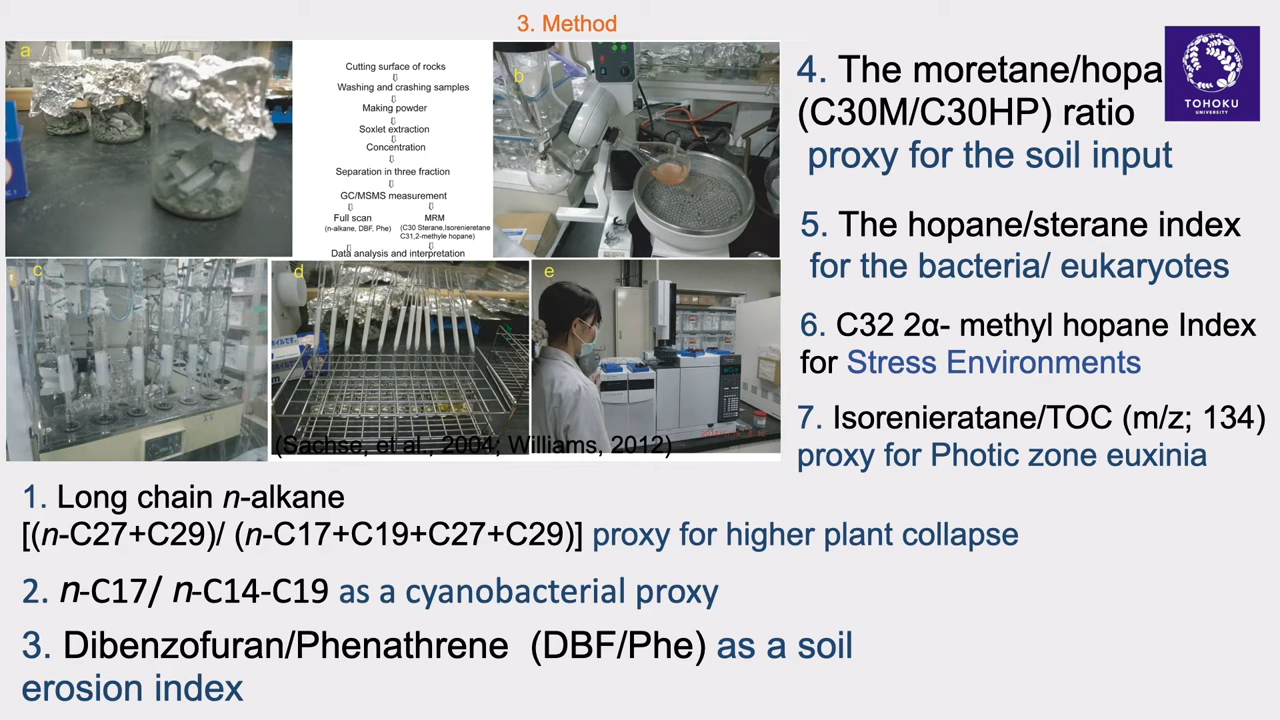 3. Method
a
Cutting surface of rocks
Washing and crashing samples
Making powder
Soxlet extraction
Concentration
Separation in three fraction
GC/MSMS measurement
Full scan
(n-alkane, DBF, Phe)
MRM
(C30 Sterane,Isorenieretane
C31,2-methyle hopane)
Data analysis and interpretation
b
c
d
e
(Sachse, et al., 2004; Williams, 2012)
4. The moretane/hopa
(C30M/C30HP) ratio
proxy for the soil input
TOHOKU
UNIVERSITY
5. The hopane/sterane index
for the bacteria/ eukaryotes
6. C32 2α- methyl hopane Index
for Stress Environments
7. Isorenieratane/TOC (m/z; 134)
proxy for Photic zone euxinia
1. Long chain n-alkane
[(n-C27+C29)/ (n-C17+C19+C27+C29)] proxy for higher plant collapse
2. n-C17/ n-C14-C19 as a cyanobacterial proxy
3. Dibenzofuran/Phenathrene (DBF/Phe) as a soil
erosion index